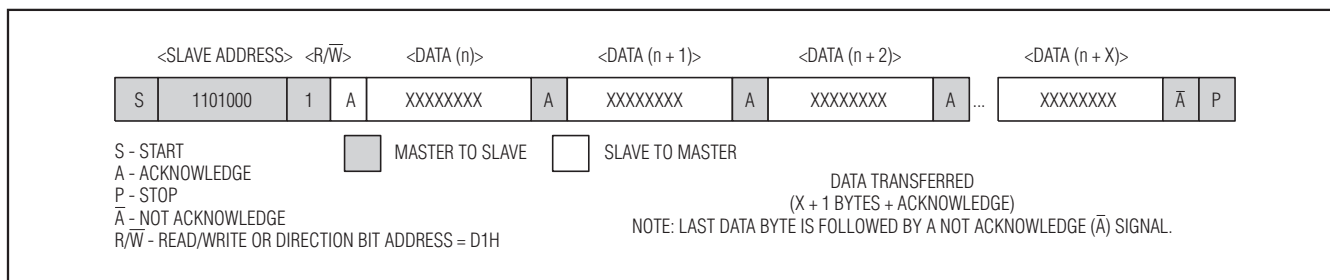 <SLAVE ADDRESS> <R/W̅> <DATA (n)> <DATA (n + 1)> <DATA (n + 2)> <DATA (n + X)>
S 1101000 1 A XXXXXXXX A XXXXXXXX A XXXXXXXX A ... XXXXXXXX A̅ P
S - START
A - ACKNOWLEDGE
P - STOP
A̅ - NOT ACKNOWLEDGE
R/W̅ - READ/WRITE OR DIRECTION BIT ADDRESS = D1H
MASTER TO SLAVE
SLAVE TO MASTER
DATA TRANSFERRED
(X + 1 BYTES + ACKNOWLEDGE)
NOTE: LAST DATA BYTE IS FOLLOWED BY A NOT ACKNOWLEDGE (A̅) SIGNAL.